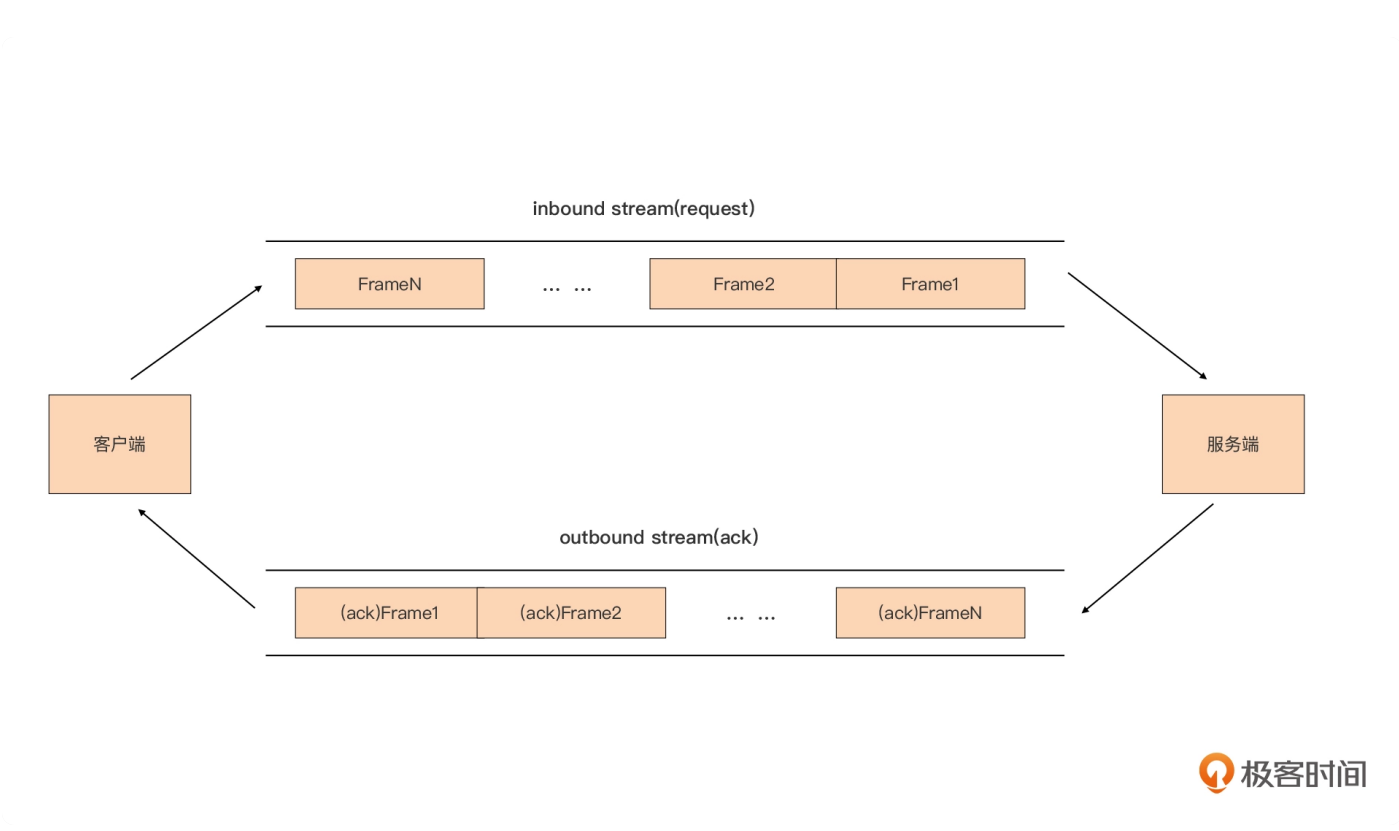 inbound stream(request)
FrameN ... ... Frame2 Frame1
客户端
服务端
outbound stream(ack)
(ack)Frame1 (ack)Frame2 ... ... (ack)FrameN
极客时间